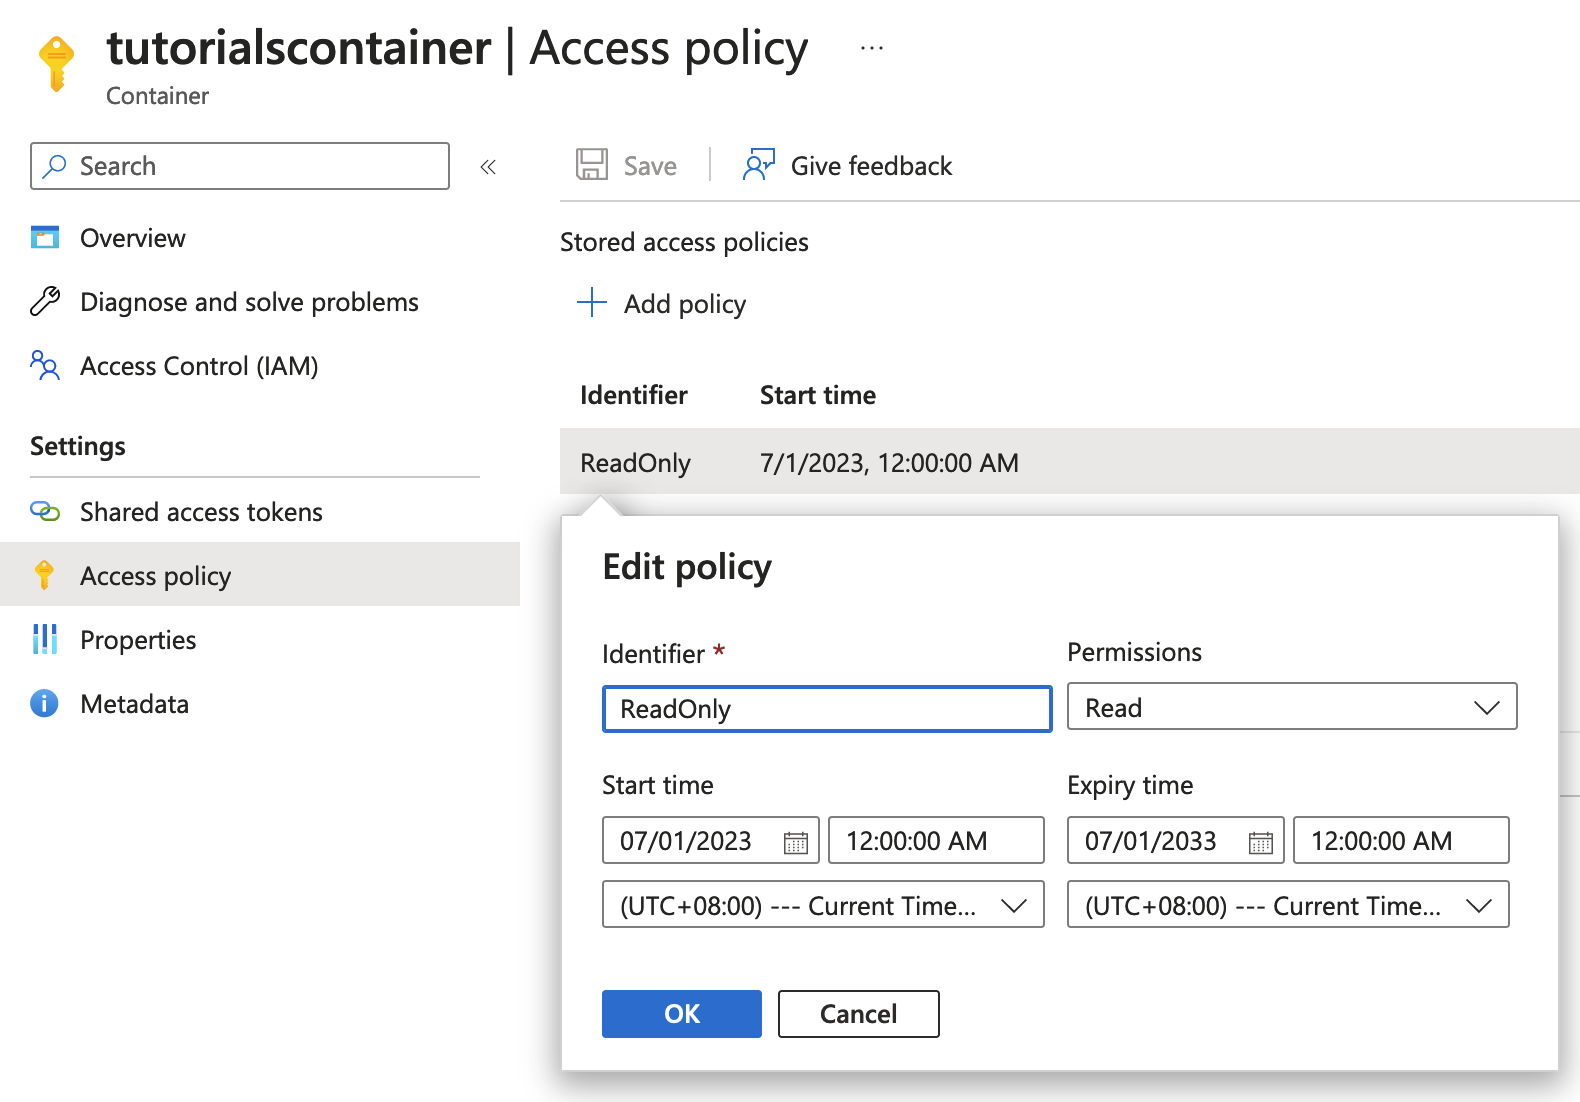 tutorialscontainer | Access policy ...
Container
Search «
Overview
Diagnose and solve problems
Access Control (IAM)
Settings
Shared access tokens
Access policy
Properties
Metadata
Save Give feedback
Stored access policies
Add policy
Identifier Start time
ReadOnly 7/1/2023, 12:00:00 AM
Edit policy
Identifier * Permissions
ReadOnly Read
Start time Expiry time
07/01/2023 12:00:00 AM 07/01/2033 12:00:00 AM
(UTC+08:00) --- Current Time... (UTC+08:00) --- Current Time...
OK Cancel